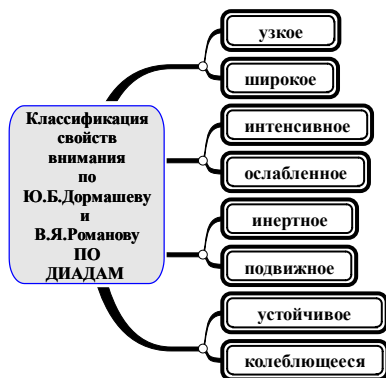 Классификация
свойств
внимания
по
Ю.Б.Дормашеву
и
В.Я.Романову
ПО
ДИАДАМ
узкое
широкое
интенсивное
ослабленное
инертное
подвижное
устойчивое
колеблющееся